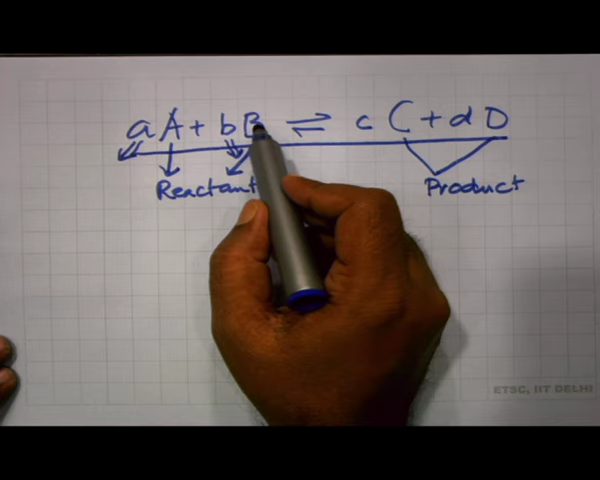 aA + bB ⇌ cC + dD
Reactant Product
ETSC, IIT DELHI